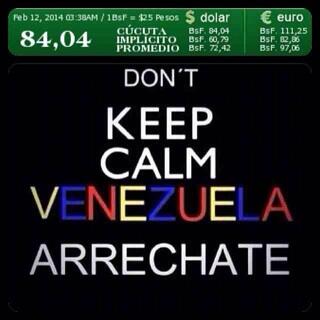 Feb 12, 2014 03:38AM / 1BsF = $25 Pesos
84,04
CÚCUTA
IMPLÍCITO
PROMEDIO
$ dolar
BsF. 84,04
BsF. 60,79
BsF. 72,42
€ euro
BsF. 111,25
BsF. 82,86
BsF. 97,06
DON´T
KEEP
CALM
VENEZUELA
ARRECHATE